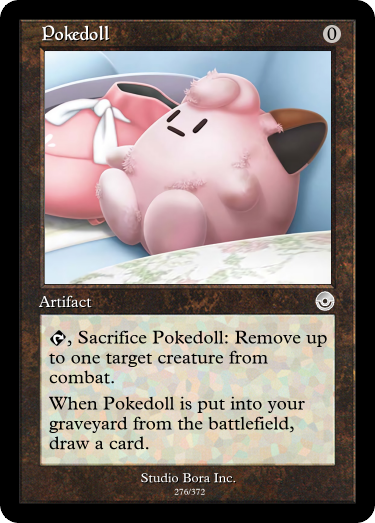 Pokedoll
0
Artifact
, Sacrifice Pokedoll: Remove up
to one target creature from
combat.
When Pokedoll is put into your
graveyard from the battlefield,
draw a card.
Studio Bora Inc.
276/372